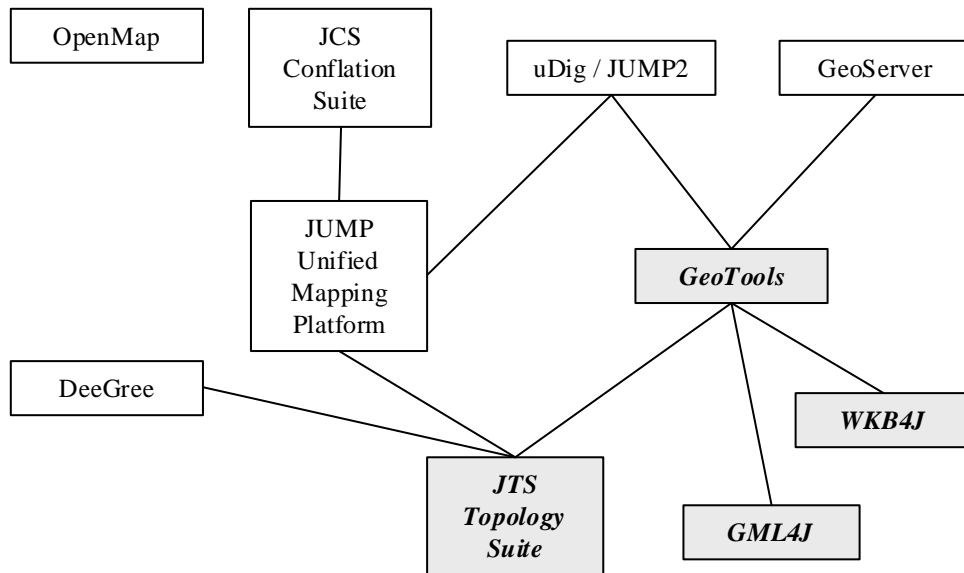 OpenMap
JCS
Conflation
Suite
uDig / JUMP2
GeoServer
JUMP
Unified
Mapping
Platform
GeoTools
DeeGree
WKB4J
JTS
Topology
Suite
GML4J